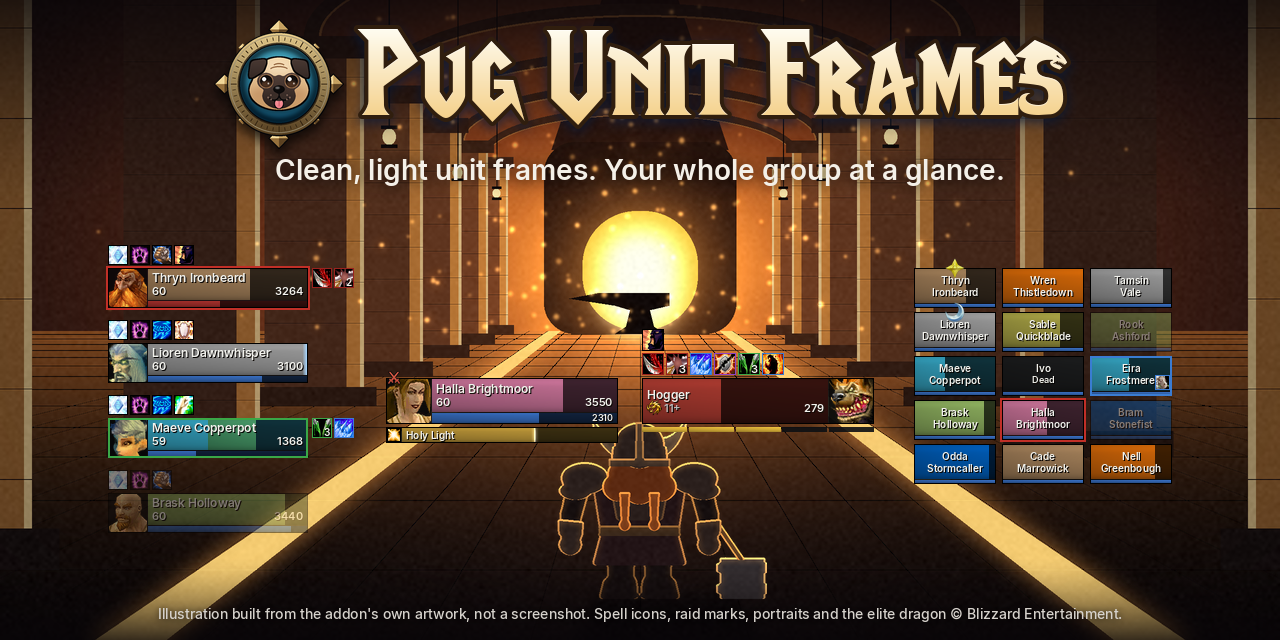 PUG UNIT FRAMES
Clean, light unit frames. Your whole group at a glance.
Thryn Ironbeard
60 3264
2
Lioren Dawnwhisper
60 3100
Maeve Copperpot
59 1368
3
Brask Holloway
60 3440
Halla Brightmoor
60 3550
2310
Holy Light
3
3
Hogger
11+ 279
Thryn
Ironbeard
Wren
Thistledown
Tamsin
Vale
Lioren
Dawnwhisper
Sable
Quickblade
Rook
Ashford
Maeve
Copperpot
Ivo
Dead
Eira
Frostmere
Brask
Holloway
Halla
Brightmoor
Bram
Stonefist
Odda
Stormcaller
Cade
Marrowick
Nell
Greenbough
Illustration built from the addon's own artwork, not a screenshot. Spell icons, raid marks, portraits and the elite dragon © Blizzard Entertainment.